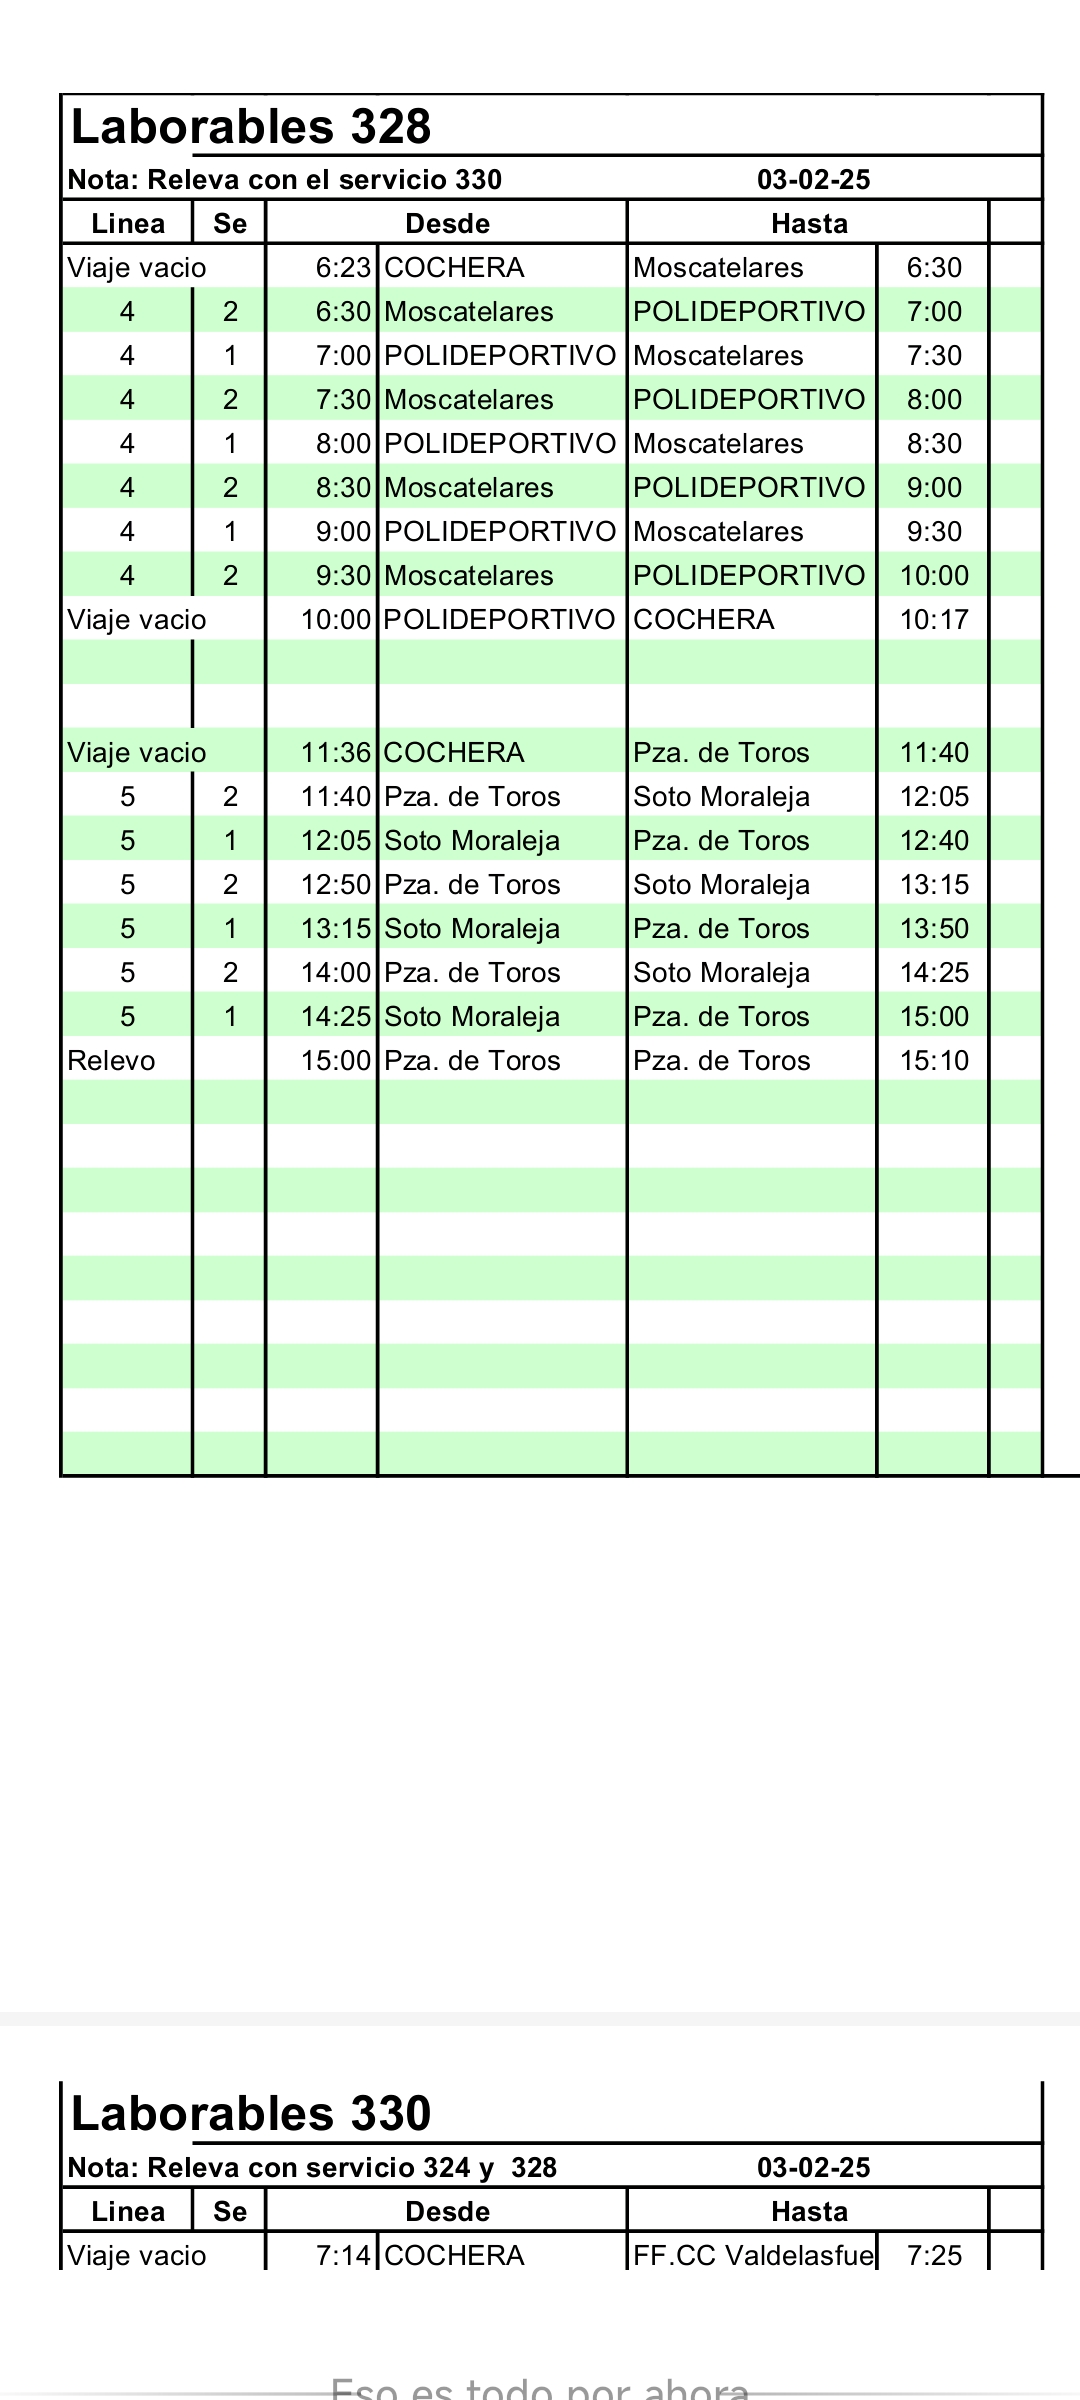 Laborables 328
Nota: Releva con el servicio 330 03-02-25
Linea Se Desde Hasta
Viaje vacio 6:23 COCHERA Moscatelares 6:30
4 2 6:30 Moscatelares POLIDEPORTIVO 7:00
4 1 7:00 POLIDEPORTIVO Moscatelares 7:30
4 2 7:30 Moscatelares POLIDEPORTIVO 8:00
4 1 8:00 POLIDEPORTIVO Moscatelares 8:30
4 2 8:30 Moscatelares POLIDEPORTIVO 9:00
4 1 9:00 POLIDEPORTIVO Moscatelares 9:30
4 2 9:30 Moscatelares POLIDEPORTIVO 10:00
Viaje vacio 10:00 POLIDEPORTIVO COCHERA 10:17
Viaje vacio 11:36 COCHERA Pza. de Toros 11:40
5 2 11:40 Pza. de Toros Soto Moraleja 12:05
5 1 12:05 Soto Moraleja Pza. de Toros 12:40
5 2 12:50 Pza. de Toros Soto Moraleja 13:15
5 1 13:15 Soto Moraleja Pza. de Toros 13:50
5 2 14:00 Pza. de Toros Soto Moraleja 14:25
5 1 14:25 Soto Moraleja Pza. de Toros 15:00
Relevo 15:00 Pza. de Toros Pza. de Toros 15:10
Laborables 330
Nota: Releva con servicio 324 y 328 03-02-25
Linea Se Desde Hasta
Viaje vacio 7:14 COCHERA FF.CC Valdelasfue 7:25
Eso es todo por ahora